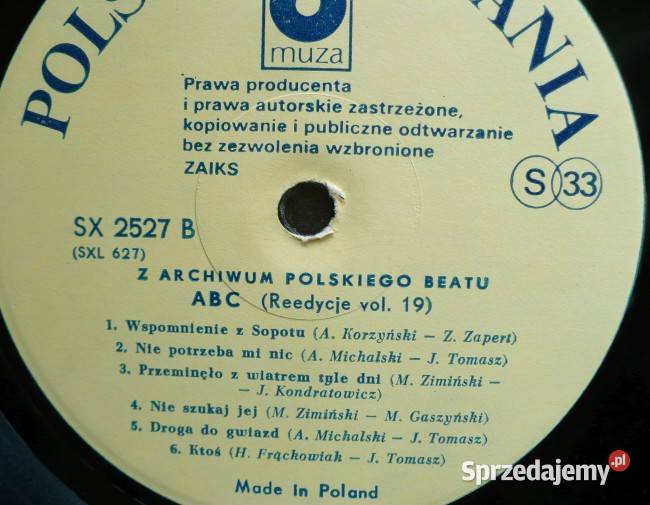 POLS
ANIA
muza
Prawa producenta
i prawa autorskie zastrzeżone,
kopiowanie i publiczne odtwarzanie
bez zezwolenia wzbronione
ZAIKS
S 33
SX 2527 B
(SXL 627)
Z ARCHIWUM POLSKIEGO BEATU
ABC (Reedycje vol. 19)
1. Wspomnienie z Sopotu (A. Korzyński — Z. Zapert)
2. Nie potrzeba mi nic (A. Michalski — J. Tomasz)
3. Przeminęło z wiatrem tyle dni (M. Zimiński —
— J. Kondratowicz)
4. Nie szukaj jej (M. Zimiński — M. Gaszyński)
5. Droga do gwiazd (A. Michalski — J. Tomasz)
6. Ktoś (H. Frąckowiak — J. Tomasz)
Made in Poland
Sprzedajemy.pl